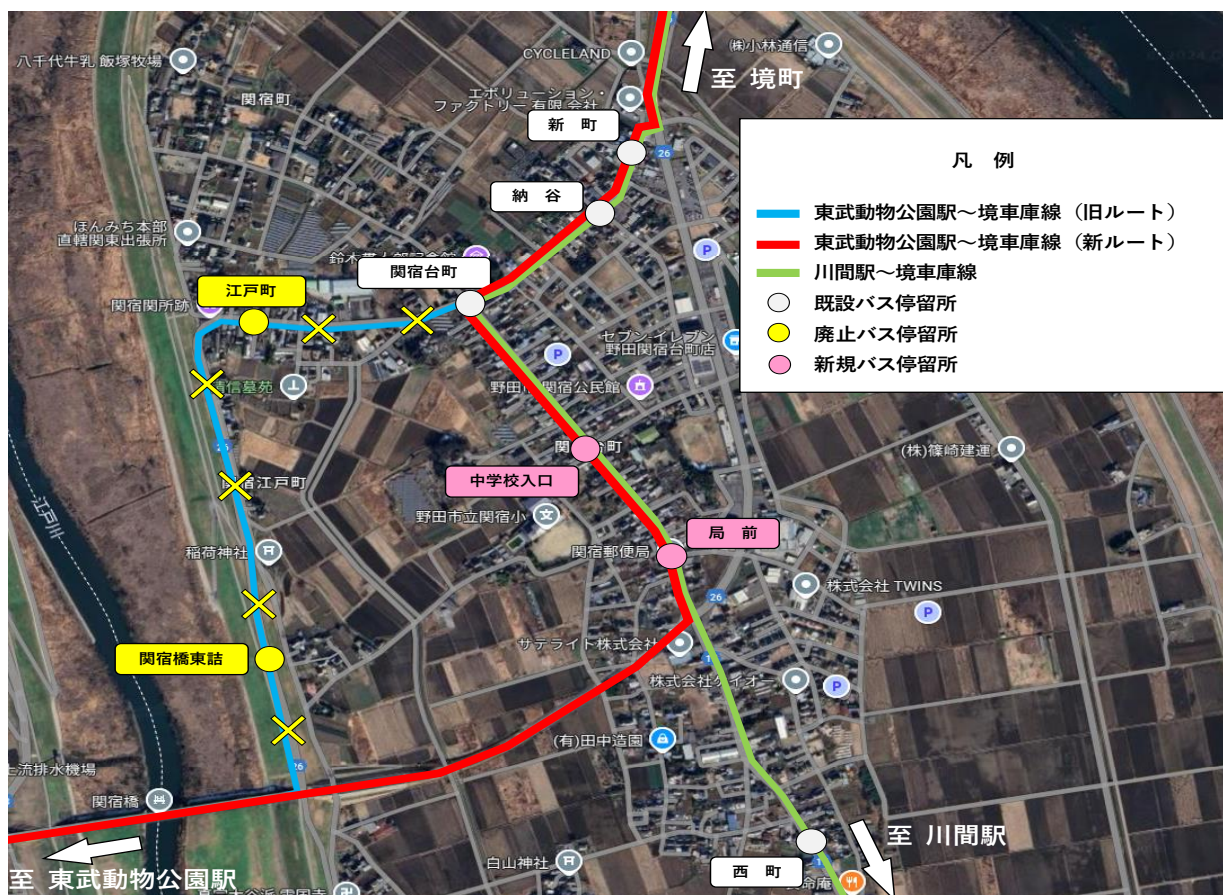 CYCLELAND
㈱小林通信
八千代牛乳 飯塚牧場
至 境町
関宿町
エボリューション・
ファクトリー 有限会社
新 町
26
凡 例
東武動物公園駅～境車庫線（旧ルート）
東武動物公園駅～境車庫線（新ルート）
川間駅～境車庫線
既設バス停留所
廃止バス停留所
新規バス停留所
納 谷
ほんみち本部
直轄関東出張所
P
関宿台町
江戸町
関宿関所跡
セブン-イレブン
野田関宿台町店
P
26
中学校入口
(株)篠崎建運
野田市立関宿小
関宿江戸町
局 前
関宿郵便局
稲荷神社
株式会社 TWINS
26
P
サテライト株式会社
関宿橋東詰
株式会社ケイオー
P
(有)田中造園
26
関宿橋
至 川間駅
白山神社
西 町
至 東武動物公園駅
江戸川